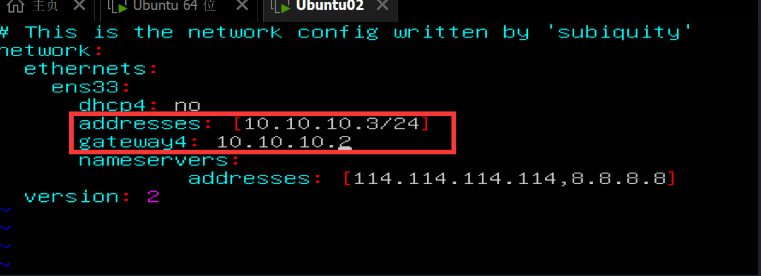 主页 Ubuntu 64 位 Ubuntu02
# This is the network config written by 'subiquity'
network:
  ethernets:
    ens33:
      dhcp4: no
      addresses: [10.10.10.3/24]
      gateway4: 10.10.10.2
      nameservers:
              addresses: [114.114.114.114,8.8.8.8]
  version: 2
~
~
~
~